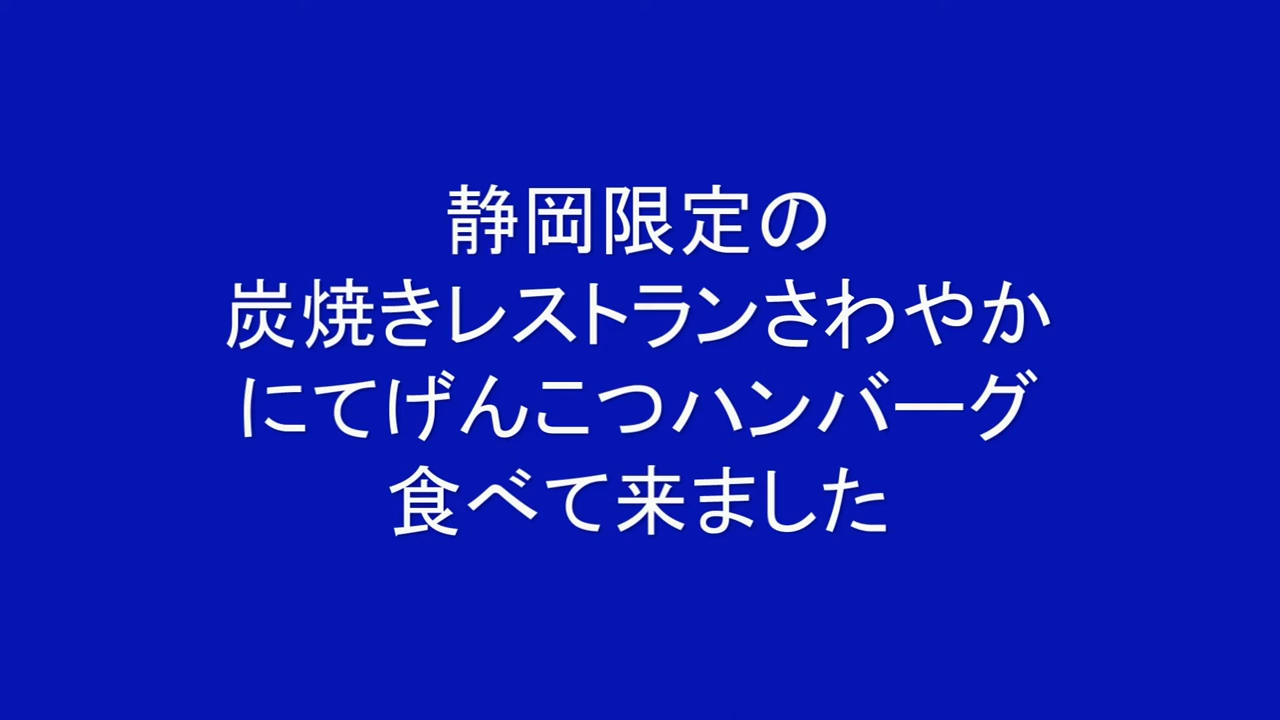 静岡限定の
炭焼きレストランさわやか
にてげんこつハンバーグ
食べて来ました